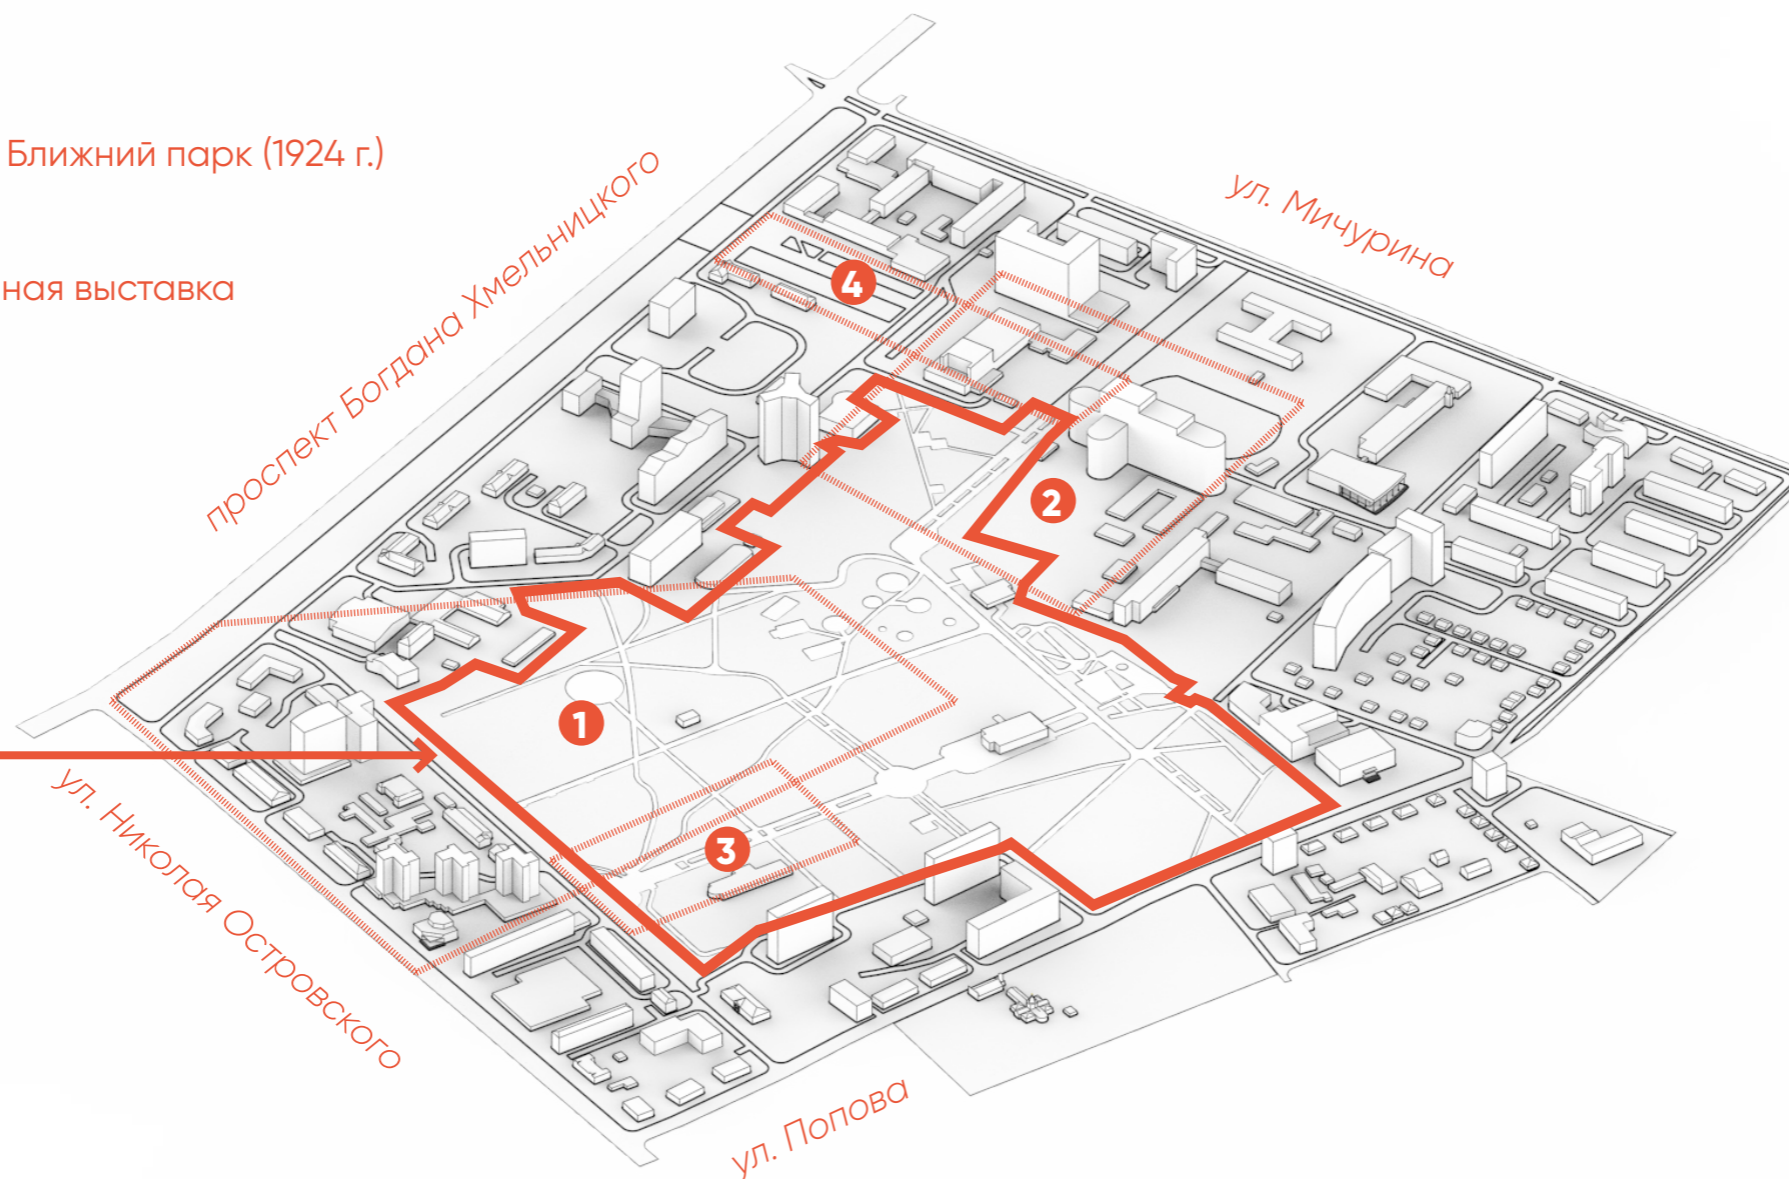 Ближний парк (1924 г.)
ная выставка
проспект Богдана Хмельницкого
ул. Мичурина
4
2
1
3
ул. Николая Островского
ул. Попова